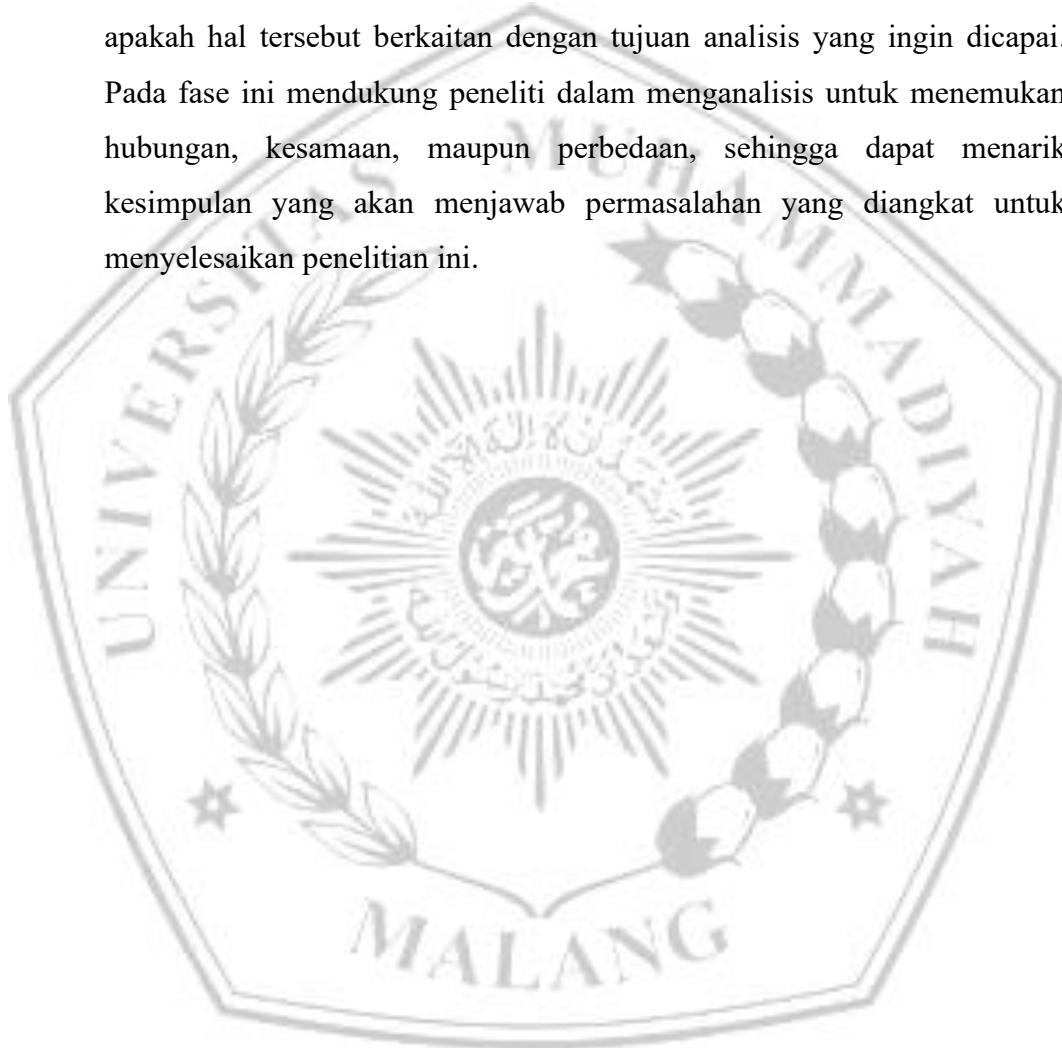 apakah hal tersebut berkaitan dengan tujuan analisis yang ingin dicapai.
Pada fase ini mendukung peneliti dalam menganalisis untuk menemukan
hubungan, kesamaan, maupun perbedaan, sehingga dapat menarik
kesimpulan yang akan menjawab permasalahan yang diangkat untuk
menyelesaikan penelitian ini.
UNIVERSITAS MUHAMMADIYAH
MALANG